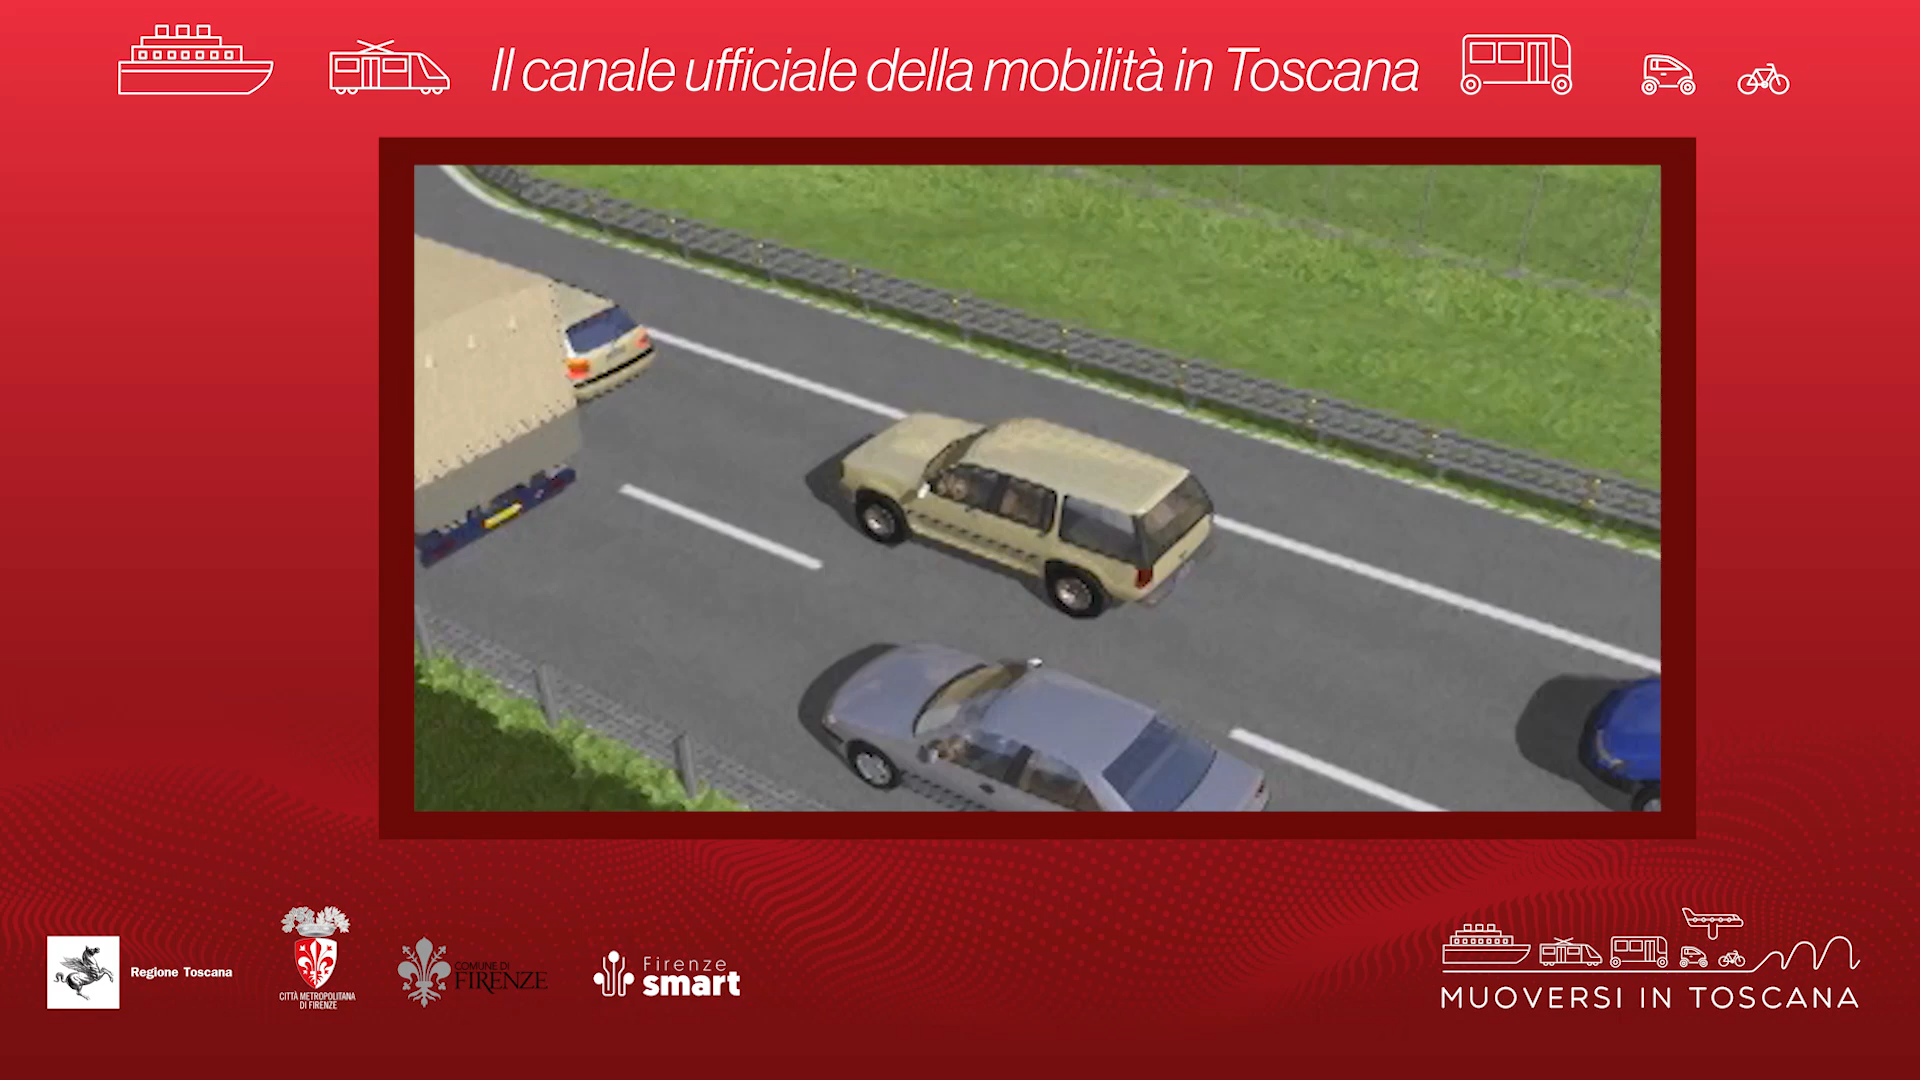 Il canale ufficiale della mobilità in Toscana
Regione Toscana
CITTÀ METROPOLITANA
DI FIRENZE
COMUNE DI
FIRENZE
Firenze
smart
MUOVERSI IN TOSCANA